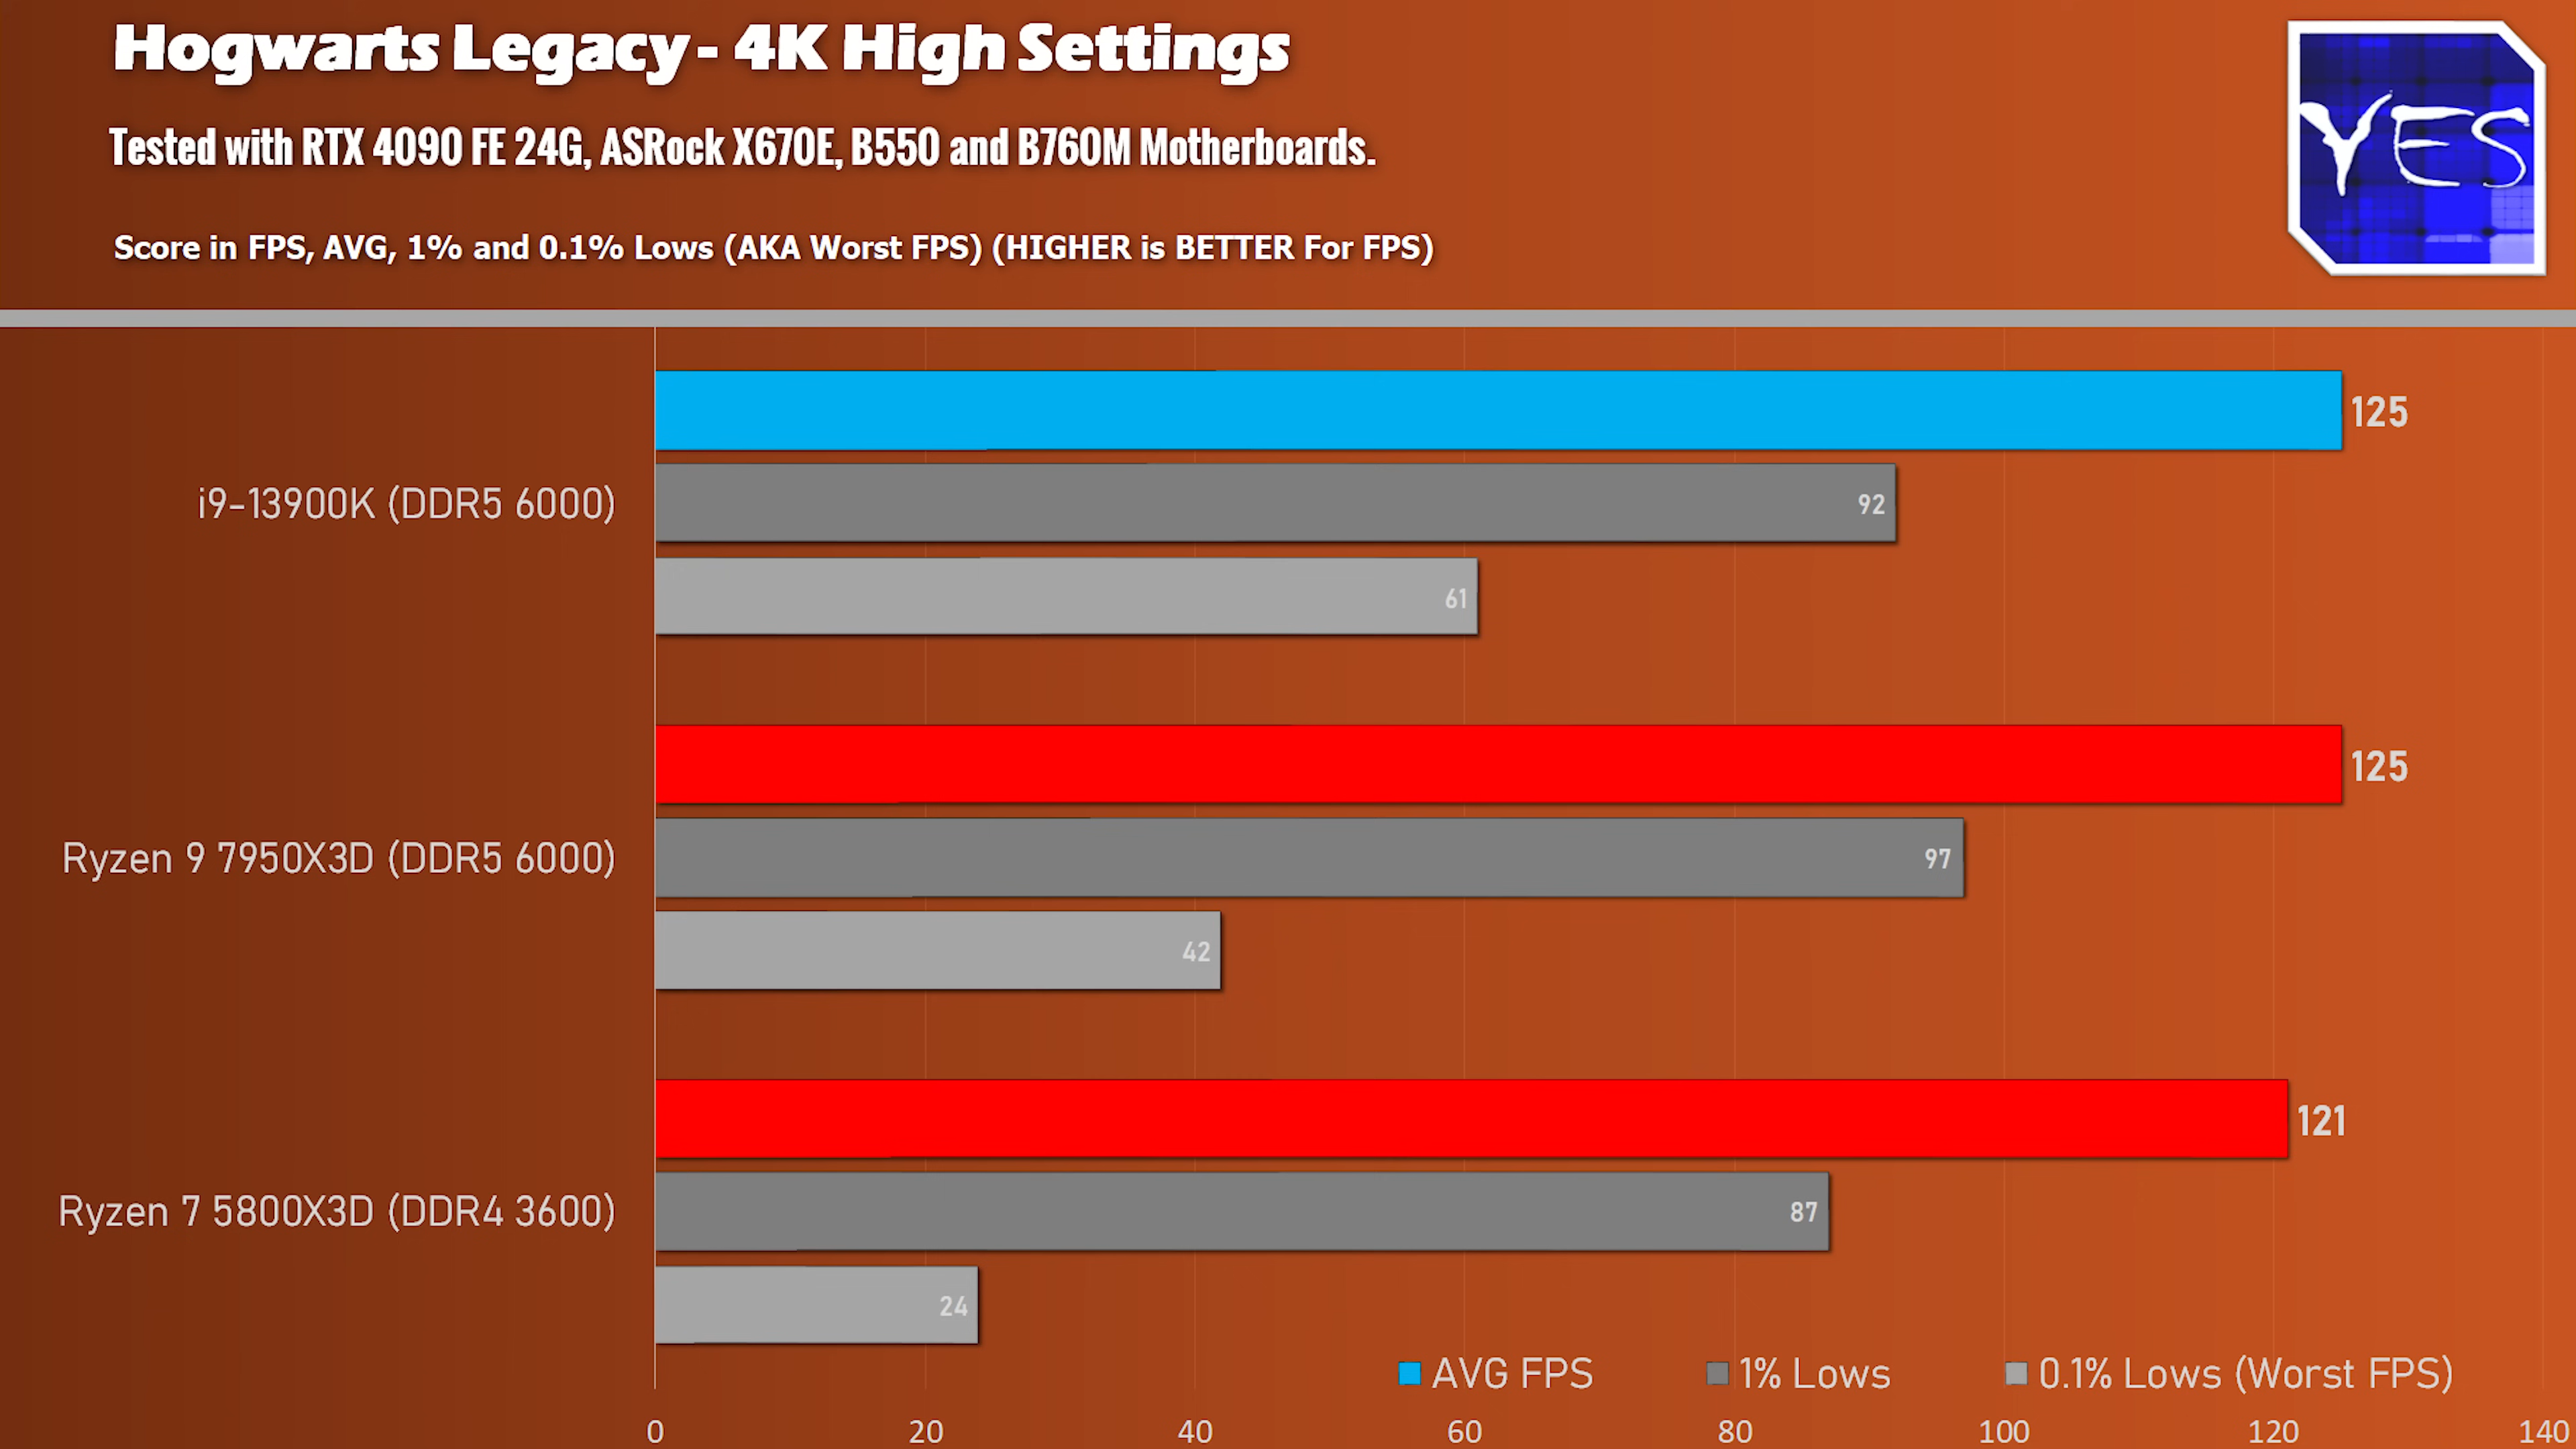 Hogwarts Legacy - 4K High Settings
Tested with RTX 4090 FE 24G, ASRock X670E, B550 and B760M Motherboards.
Score in FPS, AVG, 1% and 0.1% Lows (AKA Worst FPS) (HIGHER is BETTER For FPS)
YES
125
i9-13900K (DDR5 6000)
92
61
125
Ryzen 9 7950X3D (DDR5 6000)
97
42
121
Ryzen 7 5800X3D (DDR4 3600)
87
24
AVG FPS 1% Lows 0.1% Lows (Worst FPS)
0 20 40 60 80 100 120 140